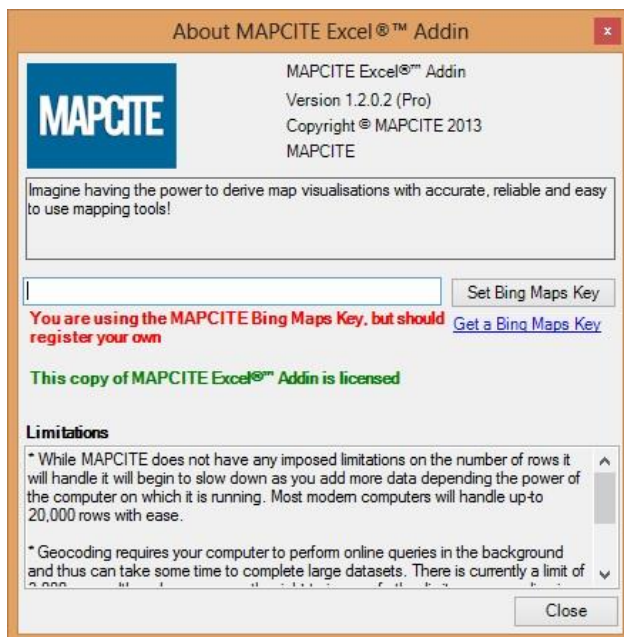 About MAPCITE Excel®™ Addin
x
MAPCITE
MAPCITE Excel®™ Addin
Version 1.2.0.2 (Pro)
Copyright © MAPCITE 2013
MAPCITE
Imagine having the power to derive map visualisations with accurate, reliable and easy
to use mapping tools!
Set Bing Maps Key
You are using the MAPCITE Bing Maps Key, but should
register your own
Get a Bing Maps Key
This copy of MAPCITE Excel®™ Addin is licensed
Limitations
* While MAPCITE does not have any imposed limitations on the number of rows it
will handle it will begin to slow down as you add more data depending the power of
the computer on which it is running. Most modern computers will handle up-to
20,000 rows with ease.
* Geocoding requires your computer to perform online queries in the background
and thus can take some time to complete large datasets. There is currently a limit of
Close